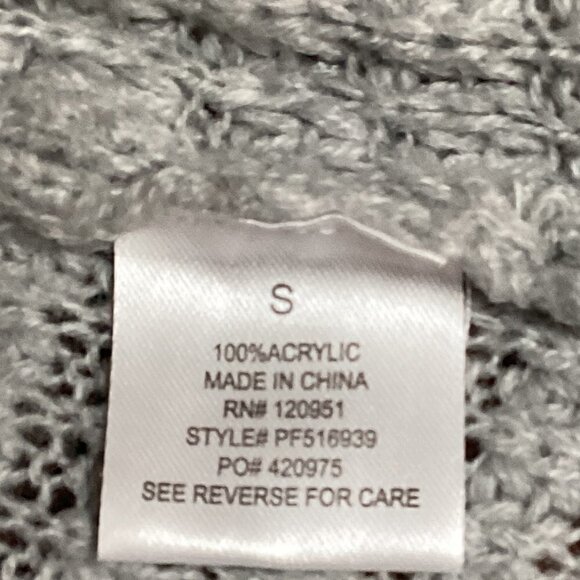 S
100%ACRYLIC
MADE IN CHINA
RN# 120951
STYLE# PF516939
PO# 420975
SEE REVERSE FOR CARE